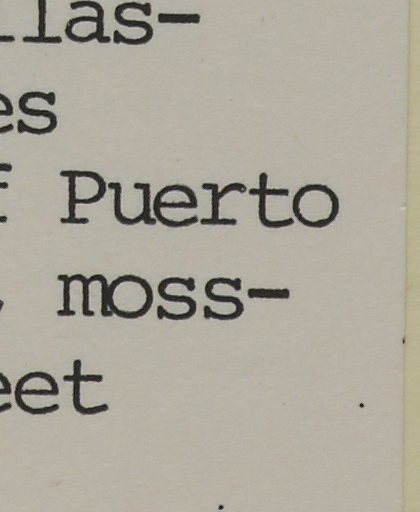 llas-
es
f Puerto
, moss-
eet